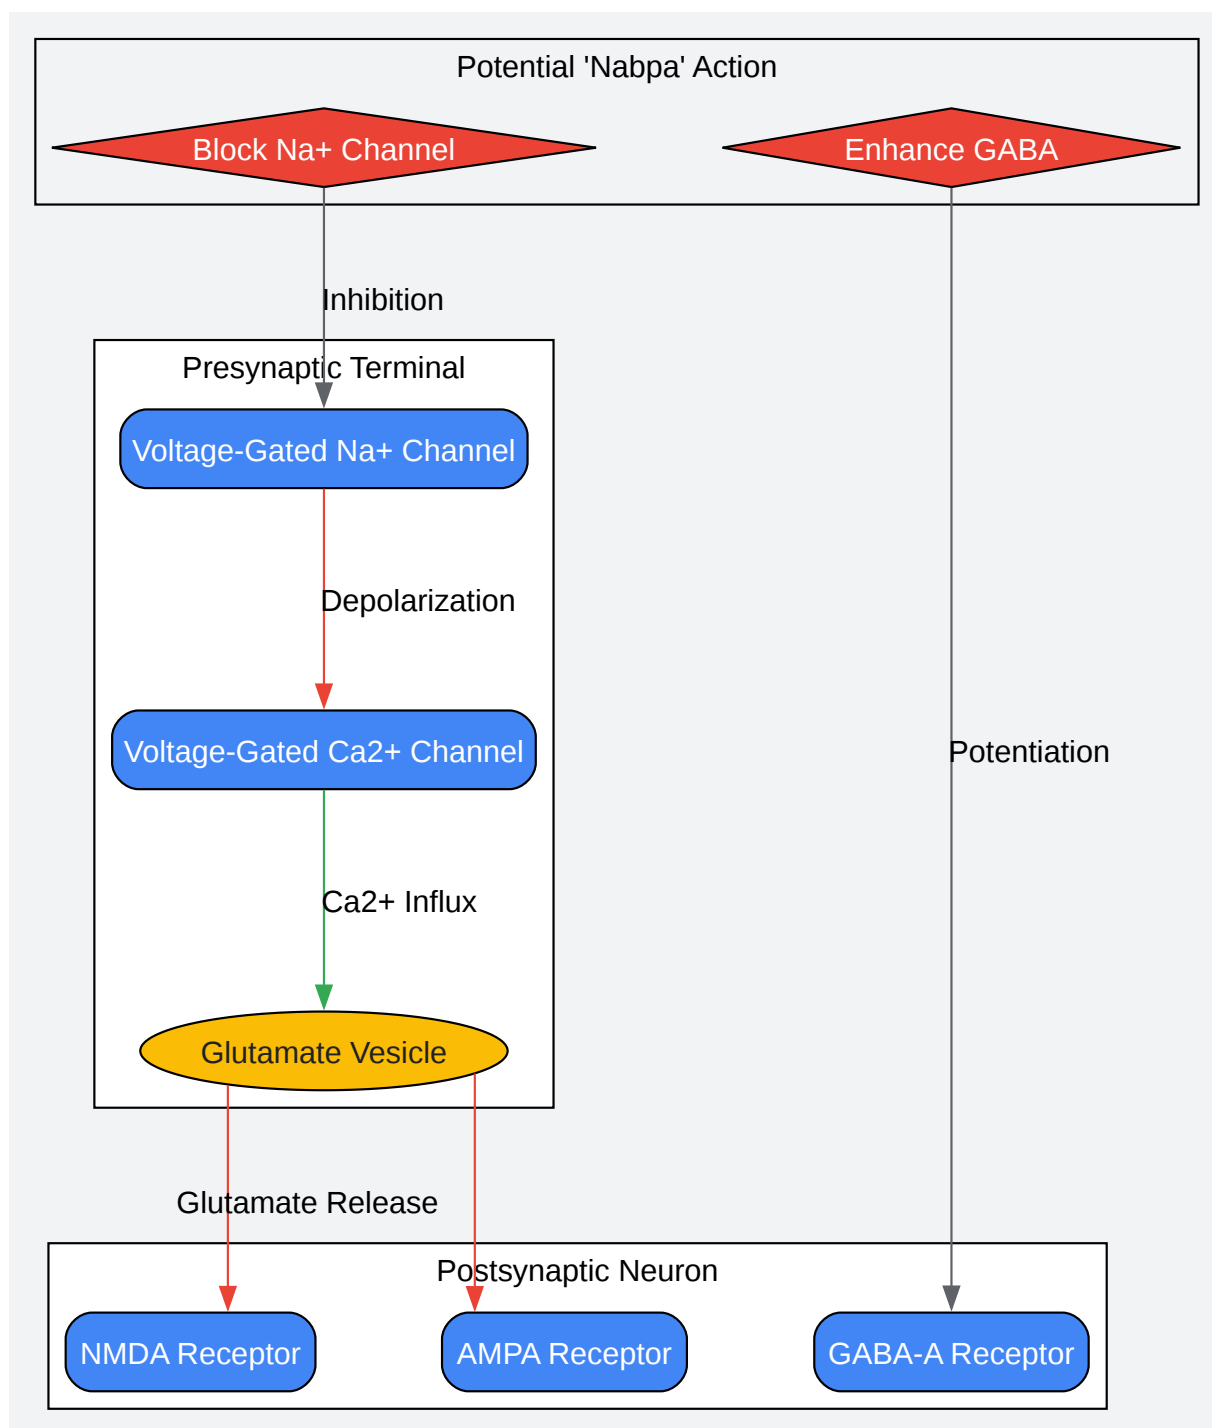 Potential 'Nabpa' Action
Block Na+ Channel
Enhance GABA
Inhibition
Presynaptic Terminal
Voltage-Gated Na+ Channel
Depolarization
Voltage-Gated Ca2+ Channel
Potentiation
Ca2+ Influx
Glutamate Vesicle
Glutamate Release
Postsynaptic Neuron
NMDA Receptor
AMPA Receptor
GABA-A Receptor